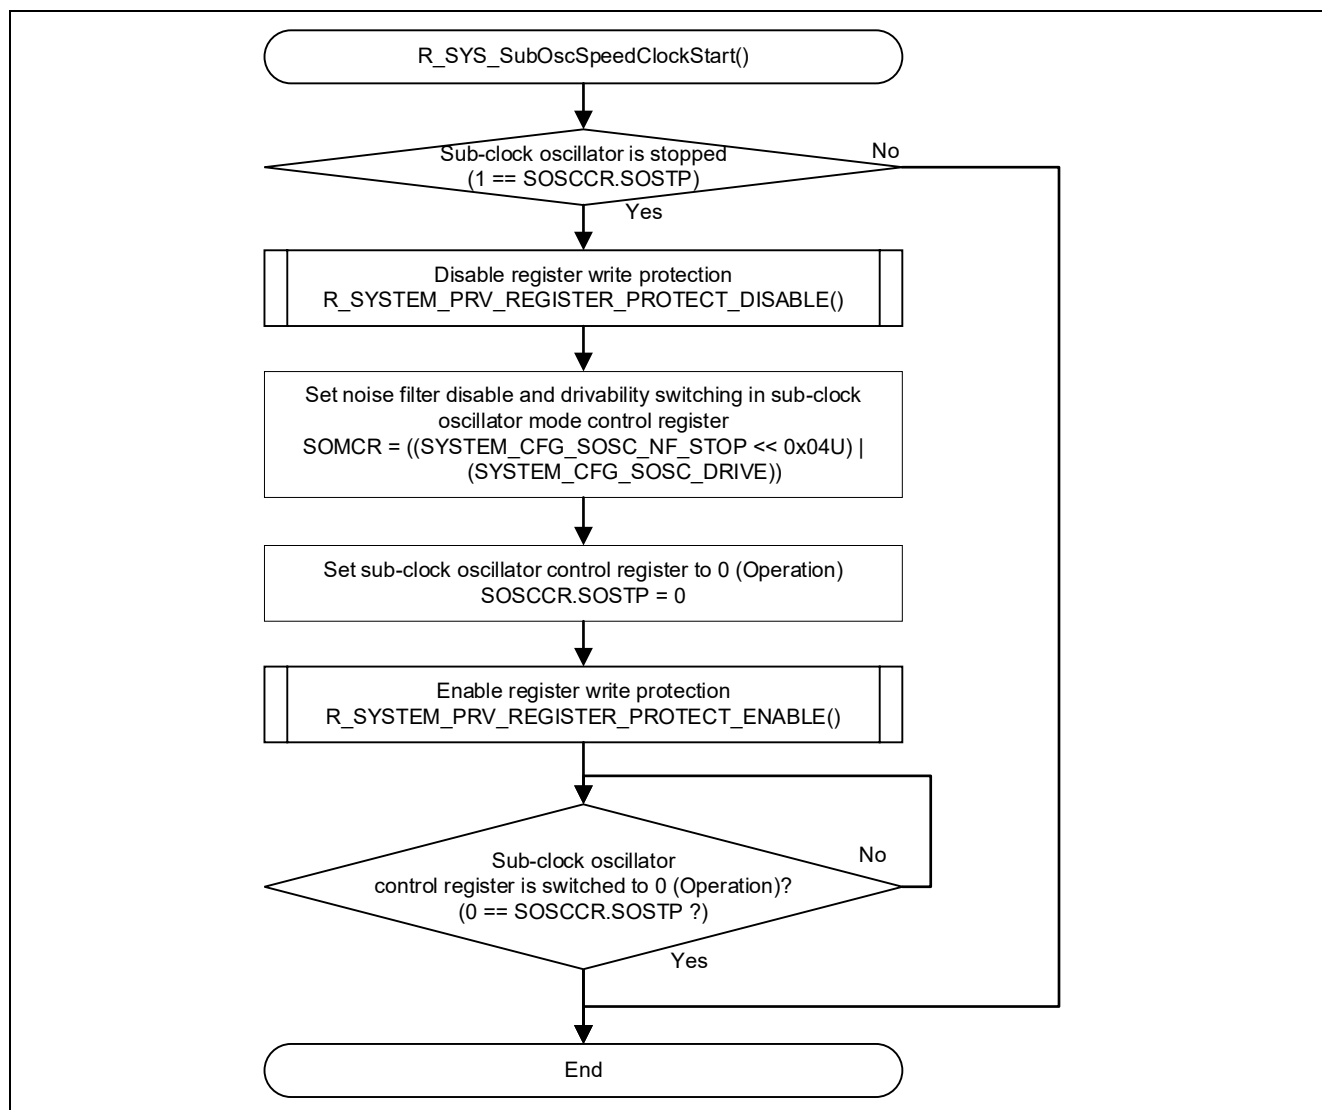 R_SYS_SubOscSpeedClockStart()
Sub-clock oscillator is stopped
(1 == SOSCCR.SOSTP)
No
Yes
Disable register write protection
R_SYSTEM_PRV_REGISTER_PROTECT_DISABLE()
Set noise filter disable and drivability switching in sub-clock
oscillator mode control register
SOMCR = ((SYSTEM_CFG_SOSC_NF_STOP << 0x04U) |
(SYSTEM_CFG_SOSC_DRIVE))
Set sub-clock oscillator control register to 0 (Operation)
SOSCCR.SOSTP = 0
Enable register write protection
R_SYSTEM_PRV_REGISTER_PROTECT_ENABLE()
Sub-clock oscillator
control register is switched to 0 (Operation)?
(0 == SOSCCR.SOSTP ?)
No
Yes
End